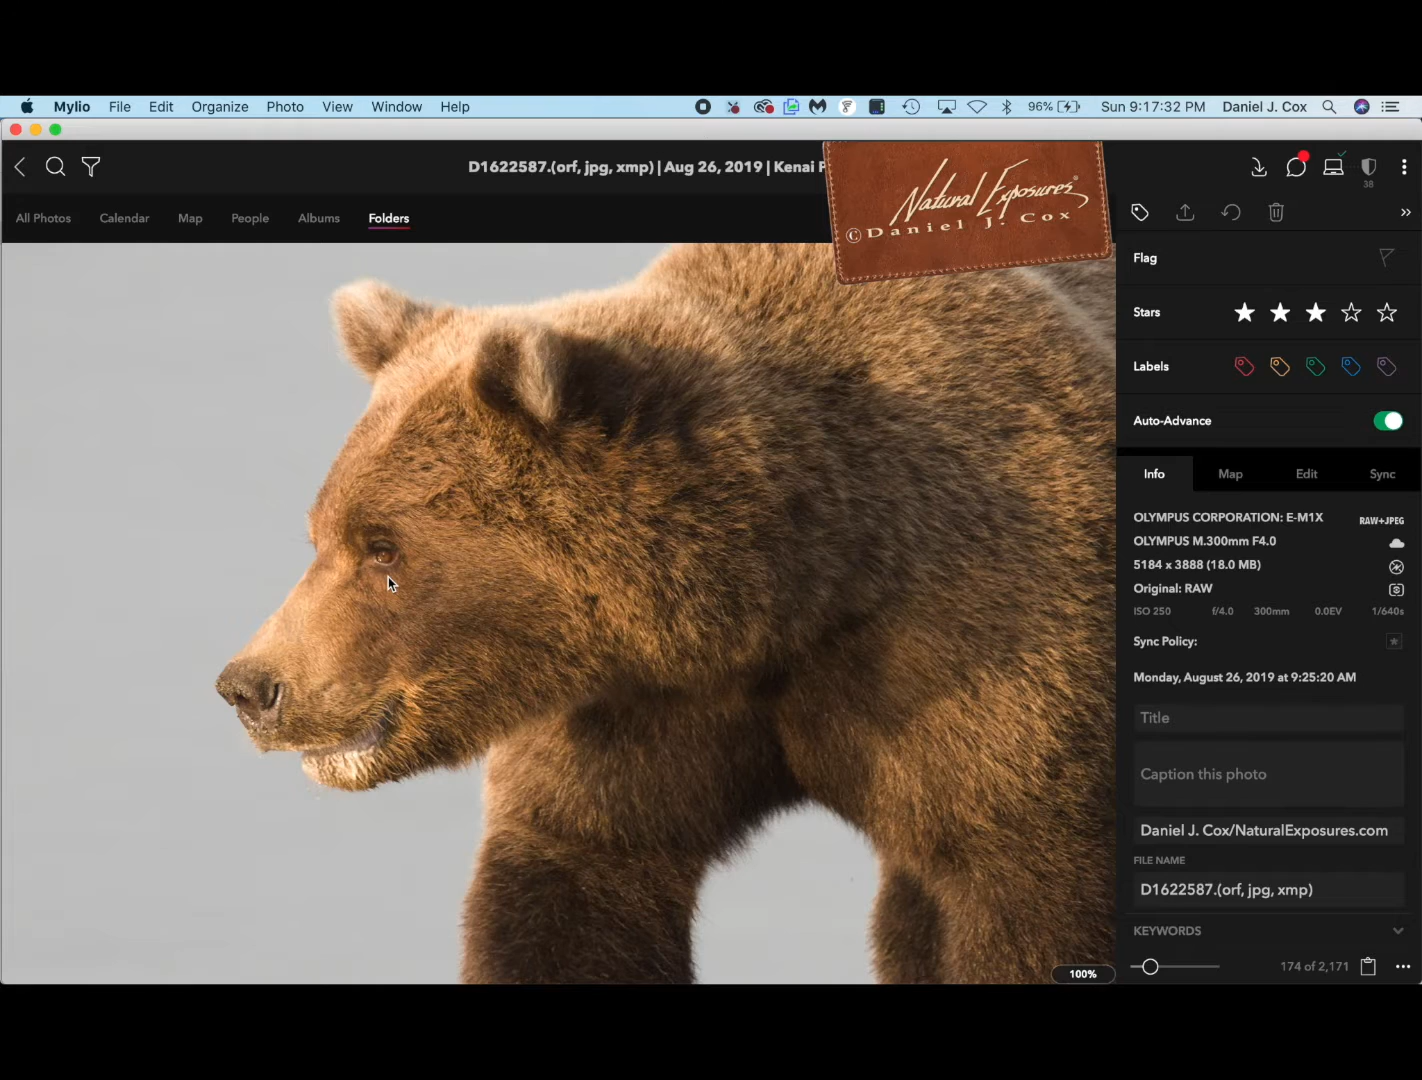 Mylio File Edit Organize Photo View Window Help 96% Sun 9:17:32 PM Daniel J. Cox
D1622587.(orf, jpg, xmp) | Aug 26, 2019 | Kenai
Natural Exposures
©Daniel J. Cox
38
All Photos Calendar Map People Albums Folders
Flag
Stars
Labels
Auto-Advance
Info Map Edit Sync
OLYMPUS CORPORATION: E-M1X RAW+JPEG
OLYMPUS M.300mm F4.0
5184 x 3888 (18.0 MB)
Original: RAW
ISO 250 f/4.0 300mm 0.0EV 1/640s
Sync Policy:
Monday, August 26, 2019 at 9:25:20 AM
Title
Caption this photo
Daniel J. Cox/NaturalExposures.com
FILE NAME
D1622587.(orf, jpg, xmp)
KEYWORDS
100% 174 of 2,171